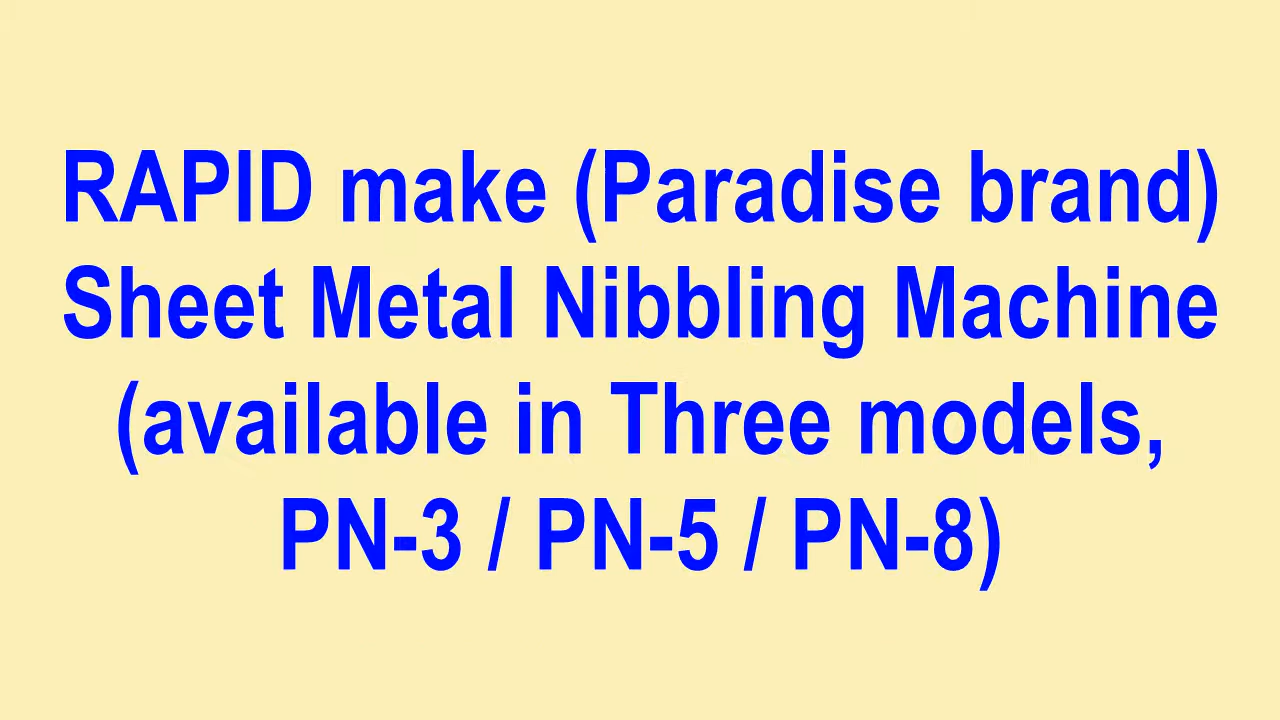 RAPID make (Paradise brand)
Sheet Metal Nibbling Machine
(available in Three models,
PN-3 / PN-5 / PN-8)